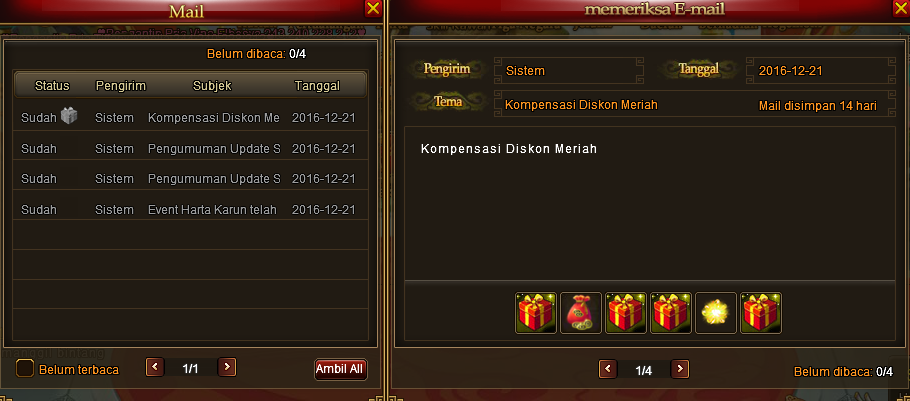 Mail
Belum dibaca: 0/4
Status Pengirim Subjek Tanggal
Sudah Sistem Kompensasi Diskon Me 2016-12-21
Sudah Sistem Pengumuman Update S 2016-12-21
Sudah Sistem Pengumuman Update S 2016-12-21
Sudah Sistem Event Harta Karun telah 2016-12-21
Belum terbaca
1/1
Ambil All
memeriksa E-mail
Pengirim Sistem Tanggal 2016-12-21
Tema Kompensasi Diskon Meriah Mail disimpan 14 hari
Kompensasi Diskon Meriah
1/4
Belum dibaca: 0/4